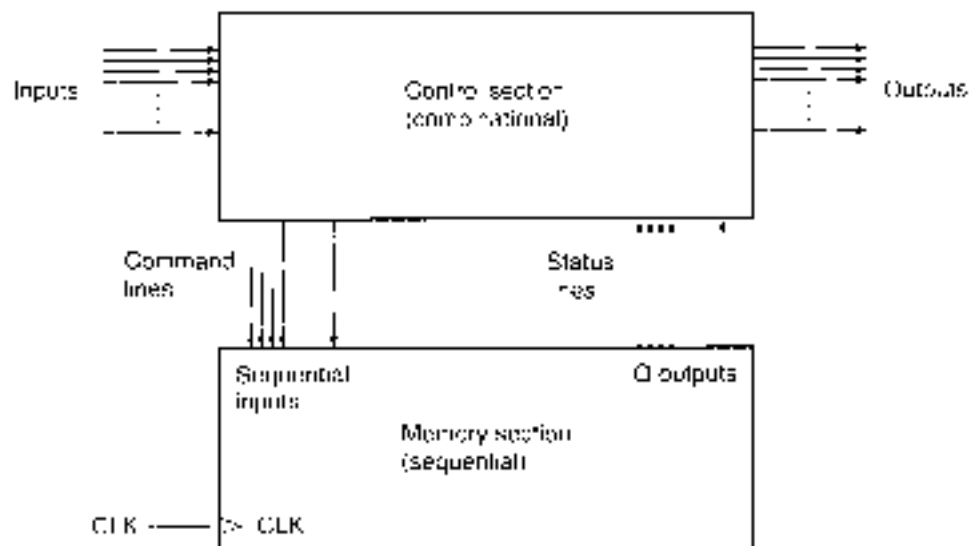 Inputs
Control section
(combinational)
Outputs
Command
lines
Status
lines
Sequential
inputs
Q outputs
Memory section
(sequential)
CLK
CLK